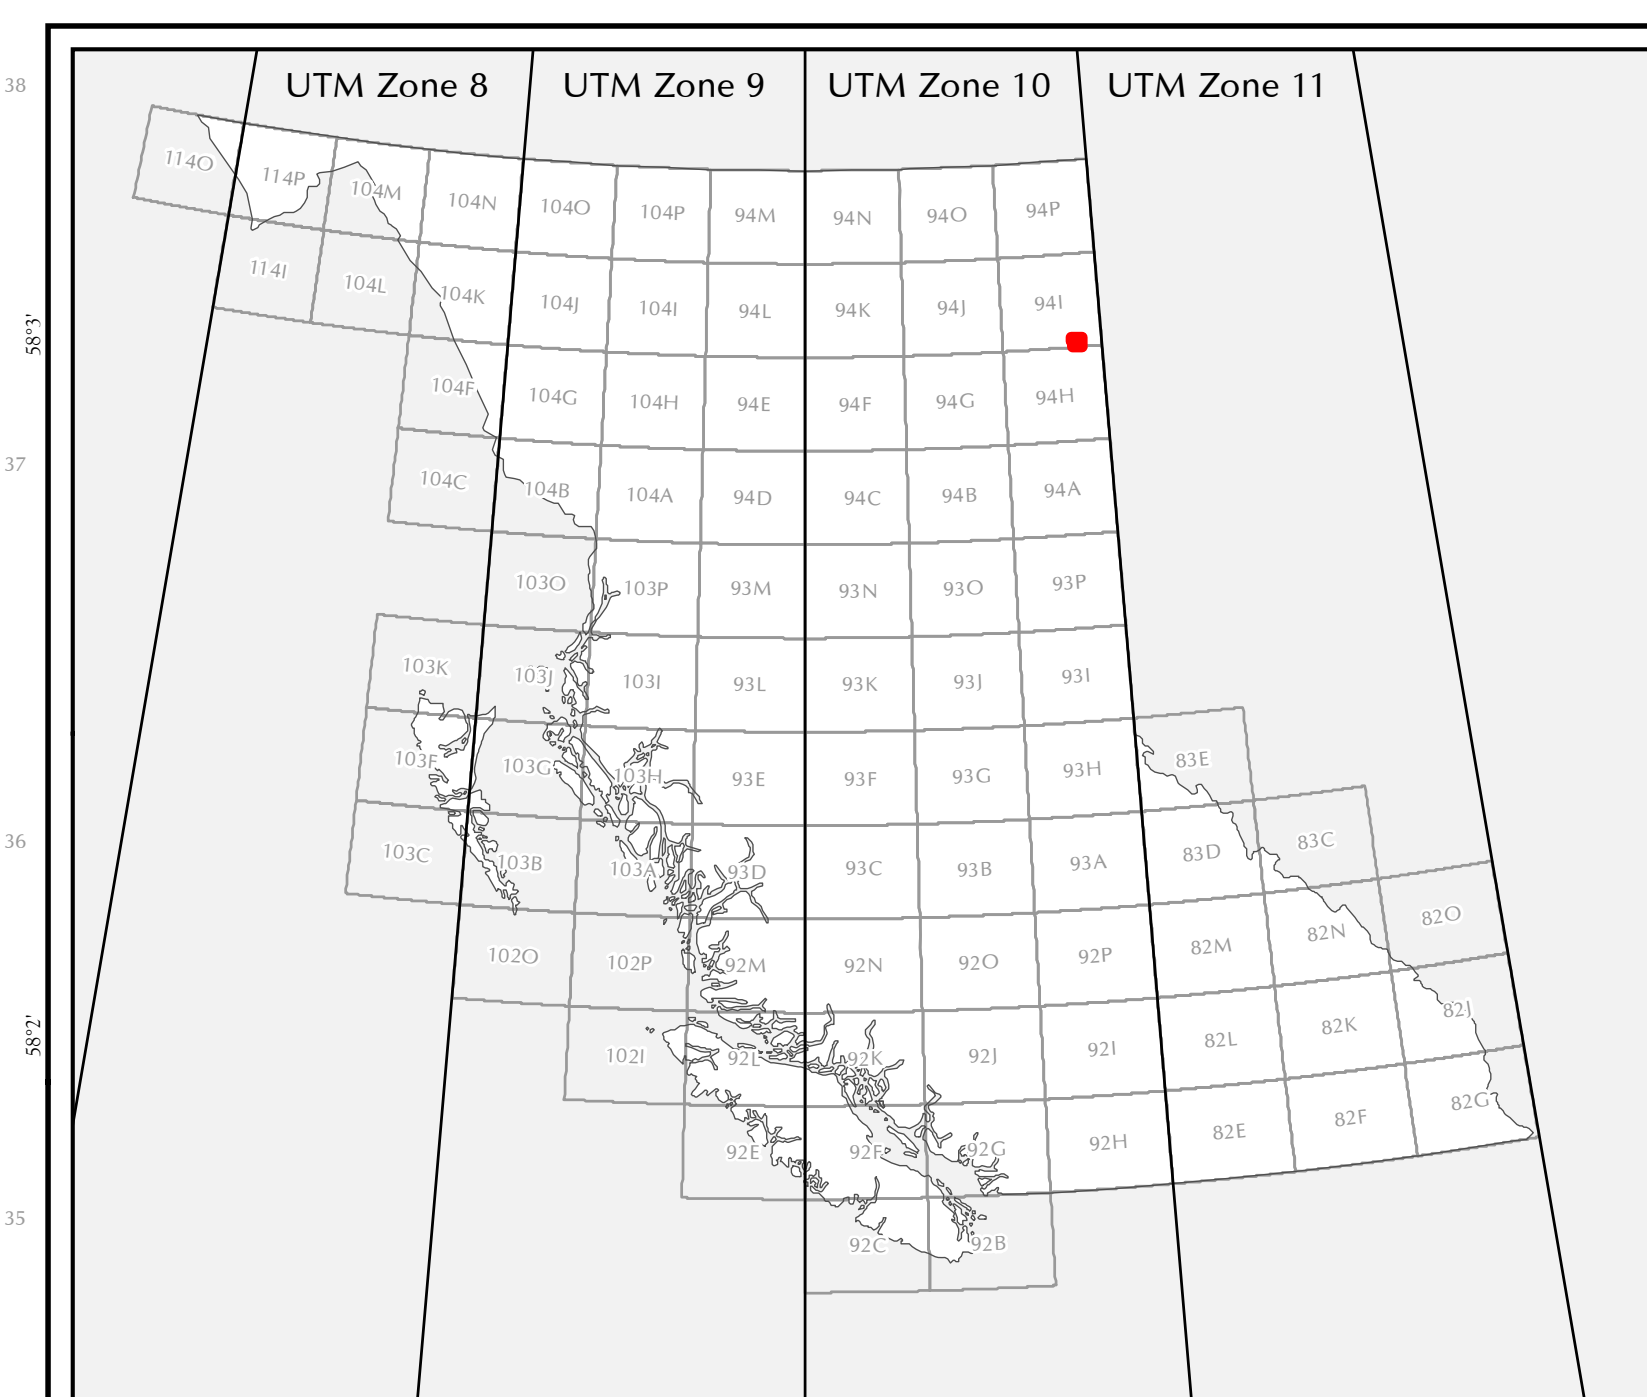 38
UTM Zone 8 UTM Zone 9 UTM Zone 10 UTM Zone 11
114O 114P 104M 104N 104O 104P 94M 94N 94O 94P
114I 104L 104K 104J 104I 94L 94K 94J 94I
58°3'
104F 104G 104H 94E 94F 94G 94H
37
104C 104B 104A 94D 94C 94B 94A
103O 103P 93M 93N 93O 93P
103K 103J 103I 93L 93K 93J 93I
103F 103G 103H 93E 93F 93G 93H 83E
36
103C 103B 103A 93D 93C 93B 93A 83D 83C
102O 102P 92M 92N 92O 92P 82M 82N 82O
58°2'
102I 92L 92K 92J 92I 82L 82K 82J
92E 92F 92G 92H 82E 82F 82G
35
92C 92B